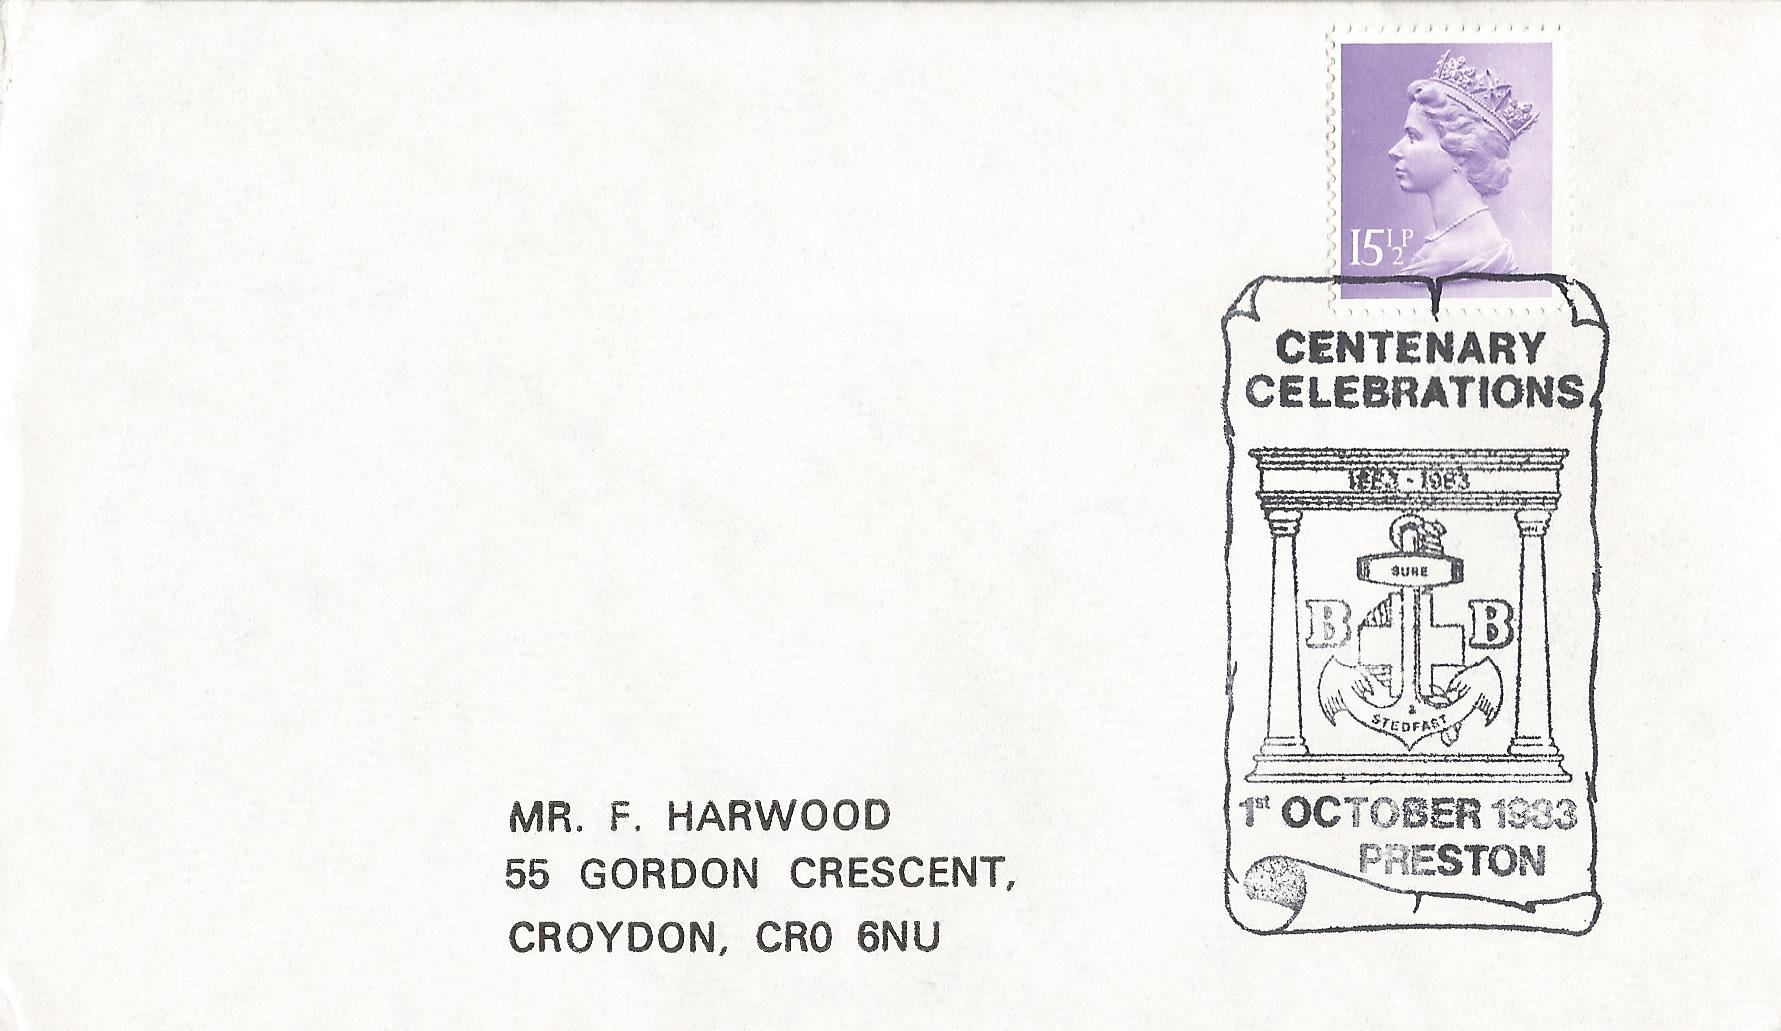 15½P
CENTENARY
CELEBRATIONS
1883 - 1983
SURE
B B
&
STEDFAST
1st OCTOBER 1983
PRESTON
MR. F. HARWOOD
55 GORDON CRESCENT,
CROYDON, CR0 6NU